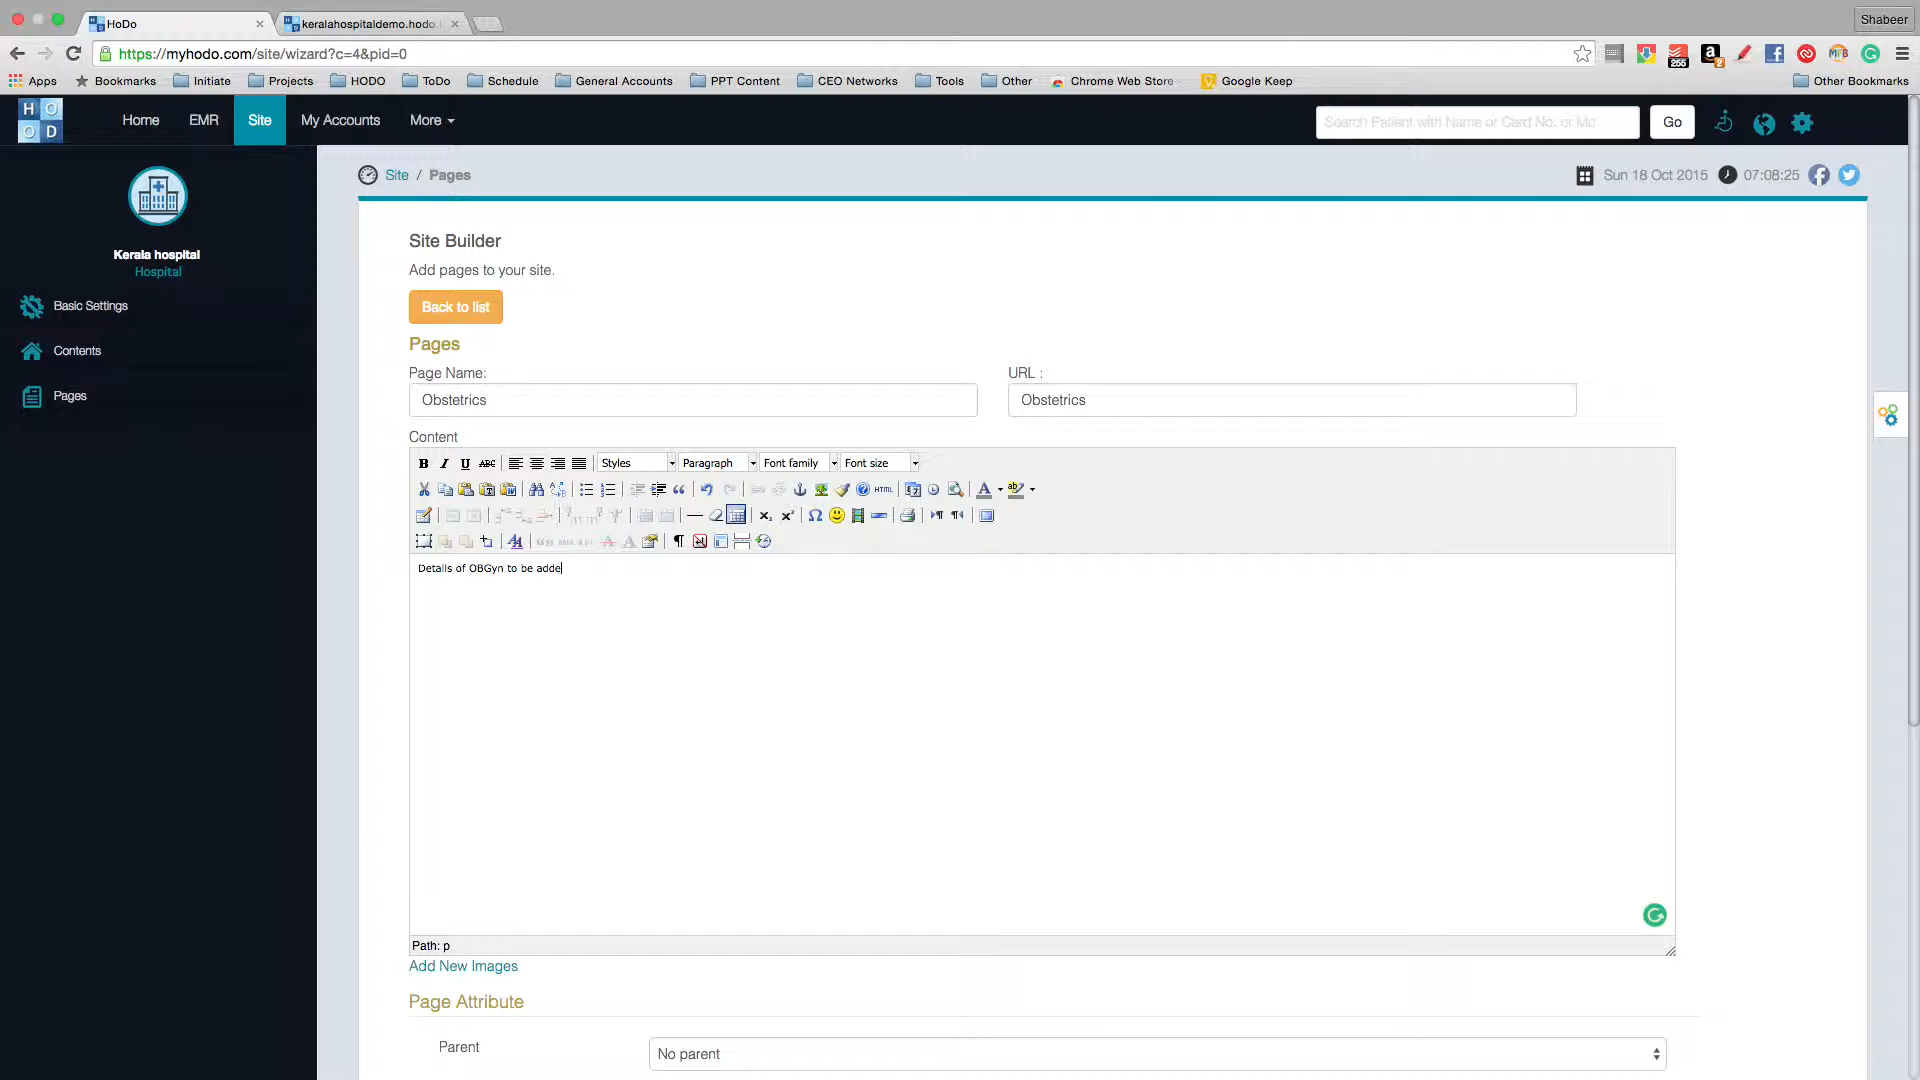 HoDo
keralahospitaldemo.hodo.
Shabeer
https://myhodo.com/site/wizard?c=4&pid=0
255
2
Apps Bookmarks Initiate Projects HODO ToDo Schedule General Accounts PPT Content CEO Networks Tools Other Chrome Web Store Google Keep Other Bookmarks
H O
O D
Home EMR Site My Accounts More
Search Patient with Name or Card No. or Mo
Go
Site / Pages
Sun 18 Oct 2015 07:08:25
Kerala hospital
Hospital
Basic Settings
Contents
Pages
Site Builder
Add pages to your site.
Back to list
Pages
Page Name:
URL :
Obstetrics
Obstetrics
Content
B I U ABC Styles Paragraph Font family Font size
HTML
Details of OBGyn to be adde
Path: p
Add New Images
Page Attribute
Parent
No parent